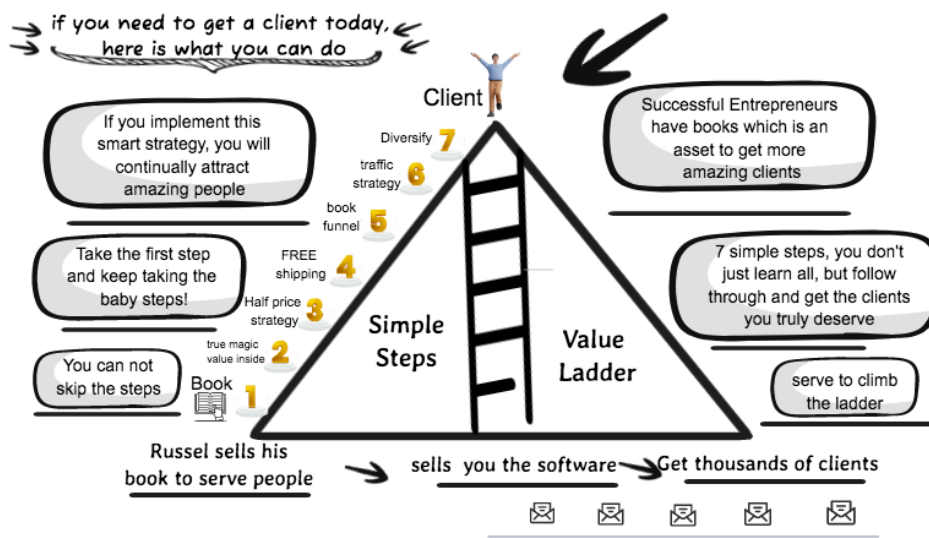 if you need to get a client today,
here is what you can do
Client
If you implement this
smart strategy, you will
continually attract
amazing people
Successful Entrepreneurs
have books which is an
asset to get more
amazing clients
Diversify 7
traffic
strategy 6
book
funnel 5
FREE
shipping 4
Half price
strategy 3
true magic
value inside 2
Book 1
Take the first step
and keep taking the
baby steps!
7 simple steps, you don't
just learn all, but follow
through and get the clients
you truly deserve
Simple
Steps
Value
Ladder
You can not
skip the steps
serve to climb
the ladder
Russel sells his
book to serve people
sells you the software
Get thousands of clients